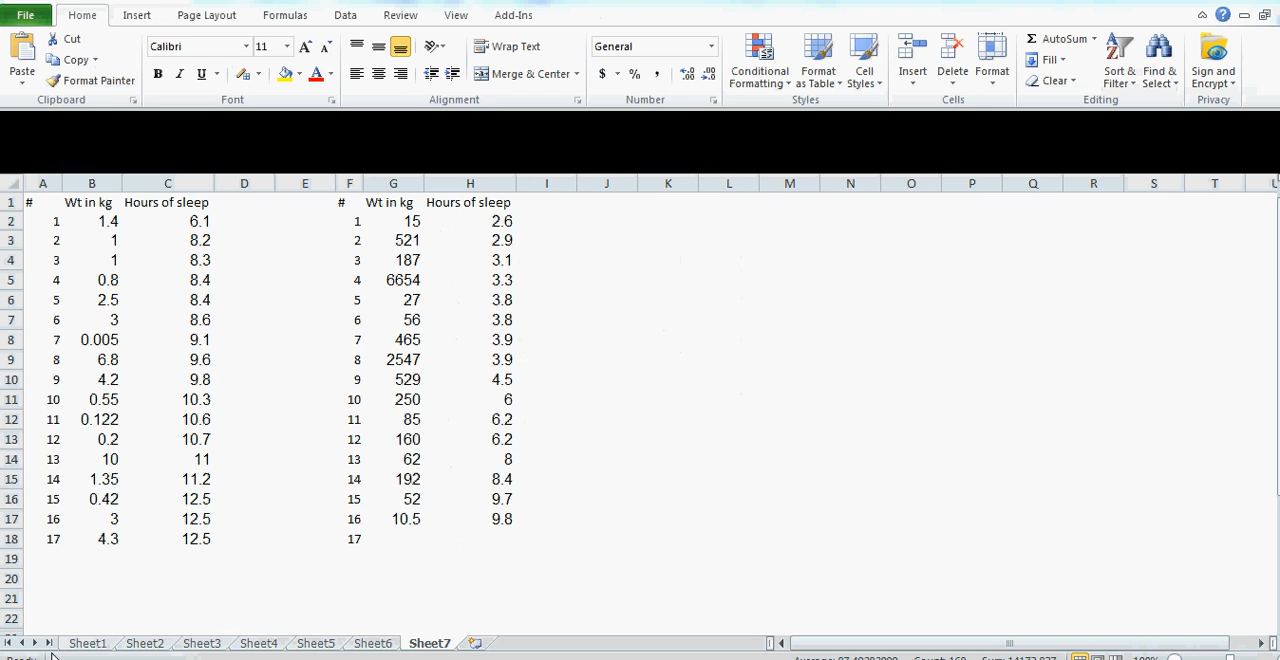 File Home Insert Page Layout Formulas Data Review View Add-Ins
Cut Calibri 11 Wrap Text General AutoSum
Copy Fill
Paste Format Painter B I U Merge & Center $ % , Conditional Formatting Format as Table Cell Styles Insert Delete Format Clear Sort & Filter Find & Select Sign and Encrypt
Clipboard Font Alignment Number Styles Cells Editing Privacy
A B C D E F G H I J K L M N O P Q R S T U
1 # Wt in kg Hours of sleep # Wt in kg Hours of sleep
2 1 1.4 6.1 1 15 2.6
3 2 1 8.2 2 521 2.9
4 3 1 8.3 3 187 3.1
5 4 0.8 8.4 4 6654 3.3
6 5 2.5 8.4 5 27 3.8
7 6 3 8.6 6 56 3.8
8 7 0.005 9.1 7 465 3.9
9 8 6.8 9.6 8 2547 3.9
10 9 4.2 9.8 9 529 4.5
11 10 0.55 10.3 10 250 6
12 11 0.122 10.6 11 85 6.2
13 12 0.2 10.7 12 160 6.2
14 13 10 11 13 62 8
15 14 1.35 11.2 14 192 8.4
16 15 0.42 12.5 15 52 9.7
17 16 3 12.5 16 10.5 9.8
18 17 4.3 12.5 17
19
20
21
22
Sheet1 Sheet2 Sheet3 Sheet4 Sheet5 Sheet6 Sheet7